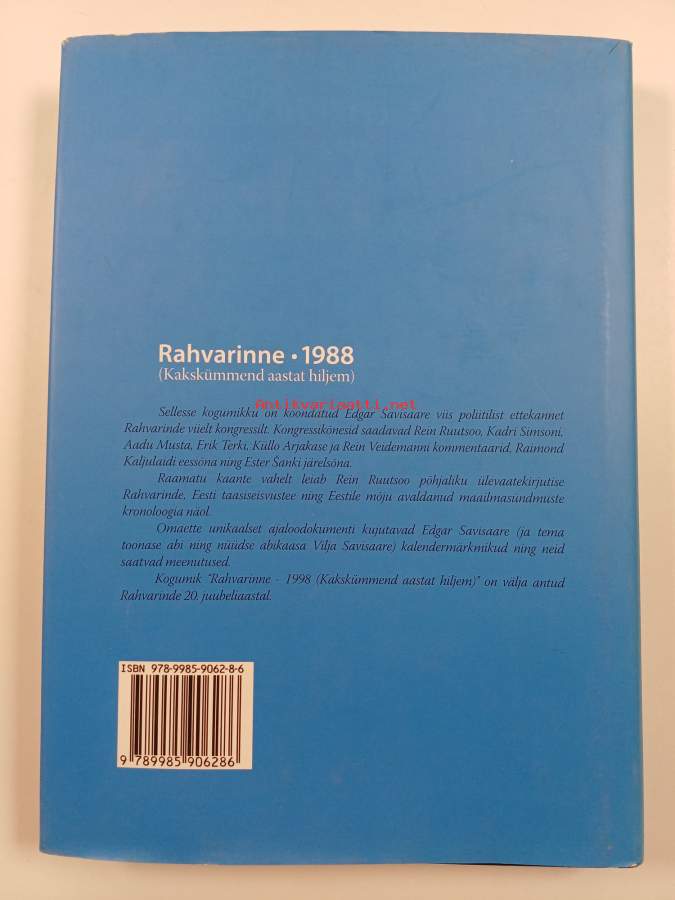 Rahvarinne • 1988
(Kakskümmend aastat hiljem)
www.antikvariaatti.net
Sellesse kogumikku on koondatud Edgar Savisaare viis poliitilist ettekannet
Rahvarinde viielt kongressilt. Kongressikõnesid saadavad Rein Ruutsoo, Kadri Simsoni,
Aadu Musta, Erik Terki, Küllo Arjakase ja Rein Veidemanni kommentaarid, Raimond
Kaljulaidi eessõna ning Ester Šanki järelsõna.
Raamatu kaante vahelt leiab Rein Ruutsoo põhjaliku ülevaatekirjutise
Rahvarinde, Eesti taasiseisvustee ning Eestile mõju avaldanud maailmasündmuste
kronoloogia näol.
Omaette unikaalset ajaloodokumenti kujutavad Edgar Savisaare (ja tema
toonase abi ning nüüdse abikaasa Vilja Savisaare) kalendermärkmikud ning neid
saatvad meenutused.
Kogumik "Rahvarinne - 1998 (Kakskümmend aastat hiljem)" on välja antud
Rahvarinde 20. juubeliaastal.
ISBN 978-9985-9062-8-6
9 789985 906286